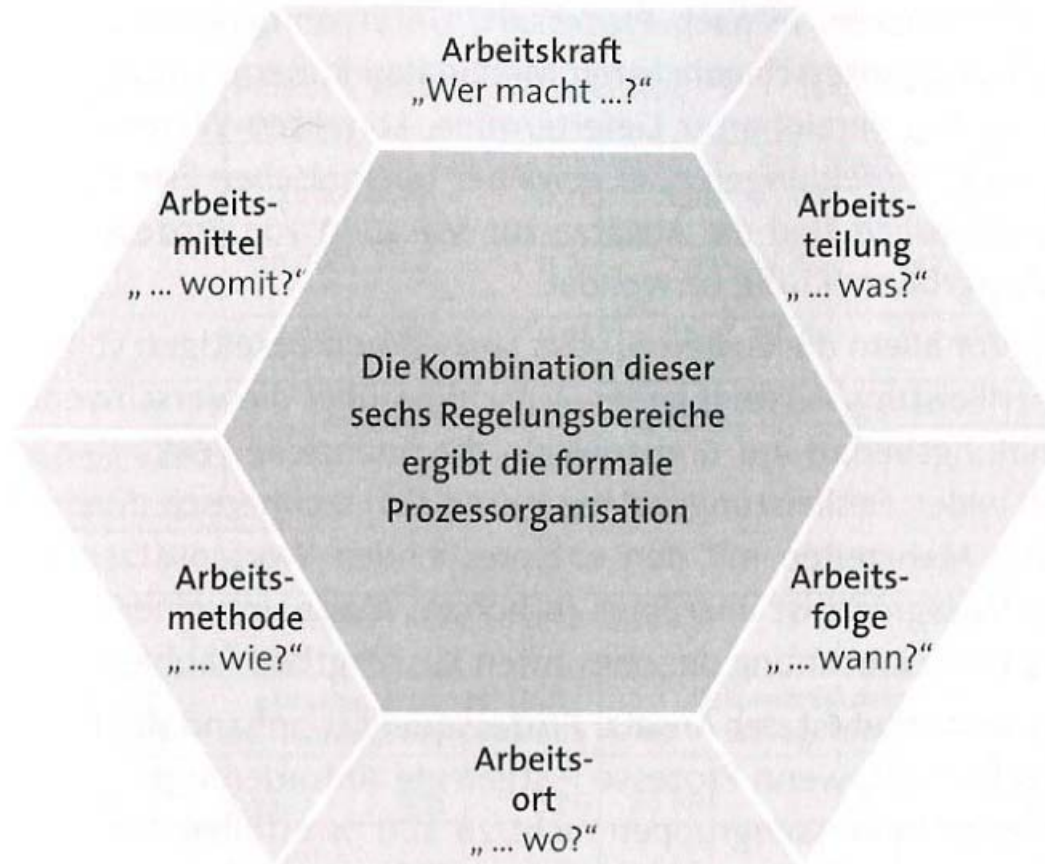 Arbeitskraft
„Wer macht ...?“
Arbeits-
teilung
„ ... was?“
Arbeits-
folge
„ ... wann?“
Arbeits-
ort
„ ... wo?“
Arbeits-
methode
„ ... wie?“
Arbeits-
mittel
„ ... womit?“
Die Kombination dieser
sechs Regelungsbereiche
ergibt die formale
Prozessorganisation